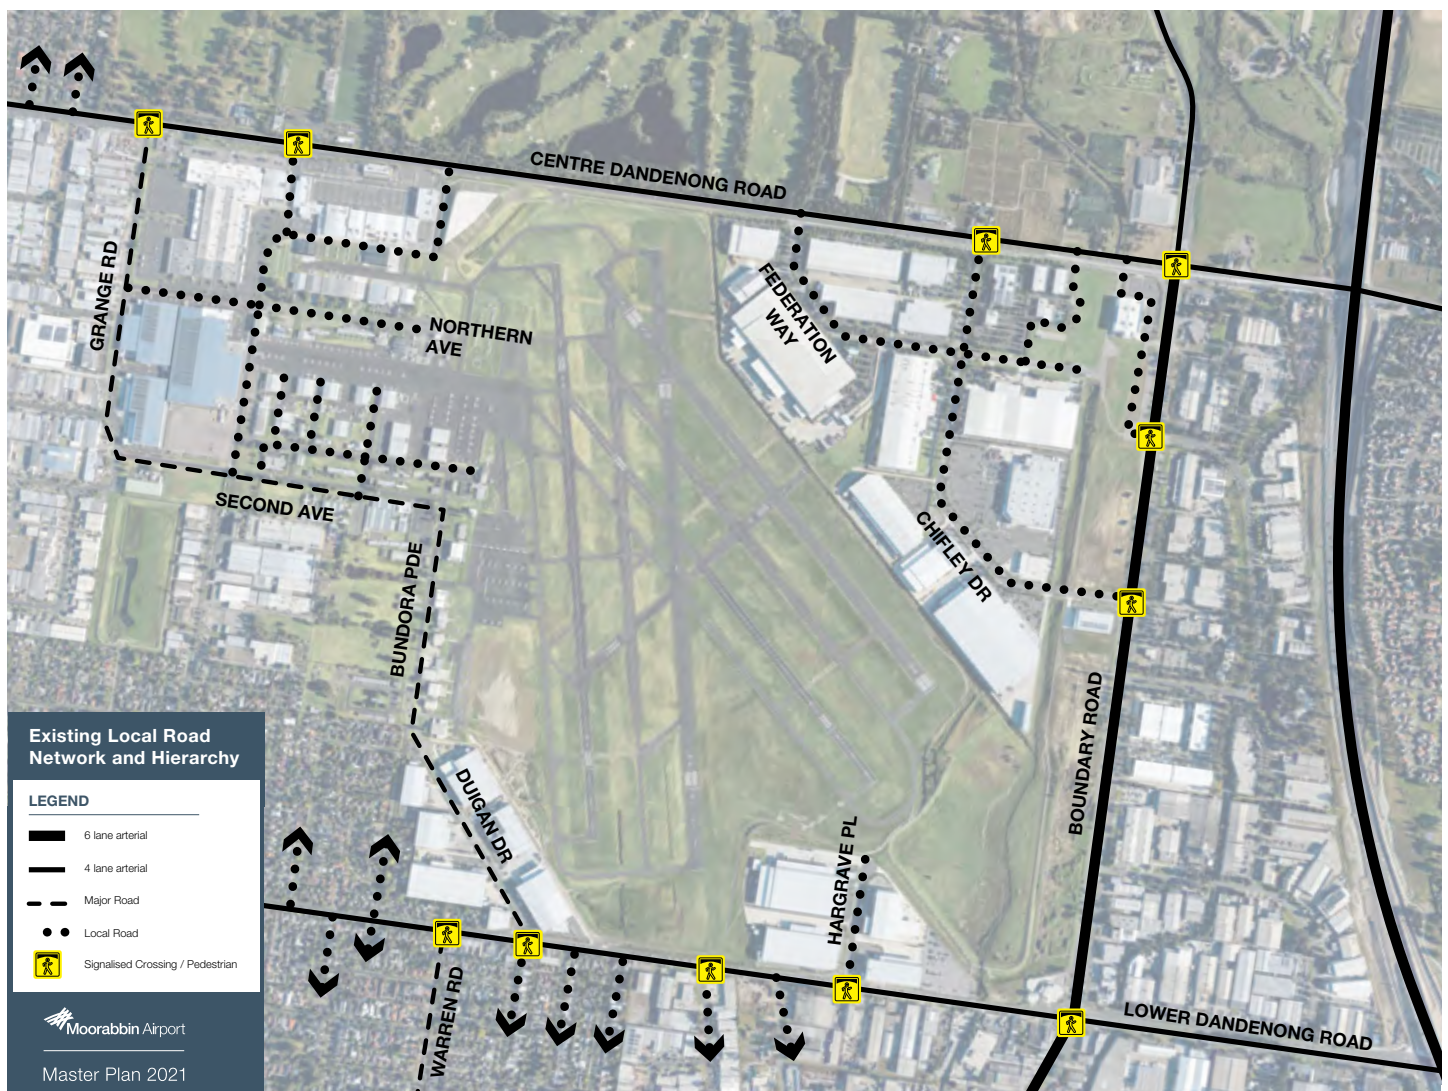 CENTRE DANDENONG ROAD
GRANGE RD
FEDERATION
WAY
NORTHERN
AVE
SECOND AVE
CHIFLEY DR
BUNDORA PDE
BOUNDARY ROAD
DUIGAN DR
HARGRAVE PL
WARREN RD
LOWER DANDENONG ROAD
Existing Local Road
Network and Hierarchy
LEGEND
6 lane arterial
4 lane arterial
Major Road
Local Road
Signalised Crossing / Pedestrian
Moorabbin Airport
Master Plan 2021